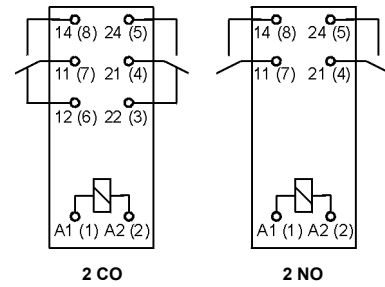 14 (8) 24 (5) 14 (8) 24 (5)
11 (7) 21 (4) 11 (7) 21 (4)
12 (6) 22 (3)
A1 (1) A2 (2) A1 (1) A2 (2)
2 CO 2 NO